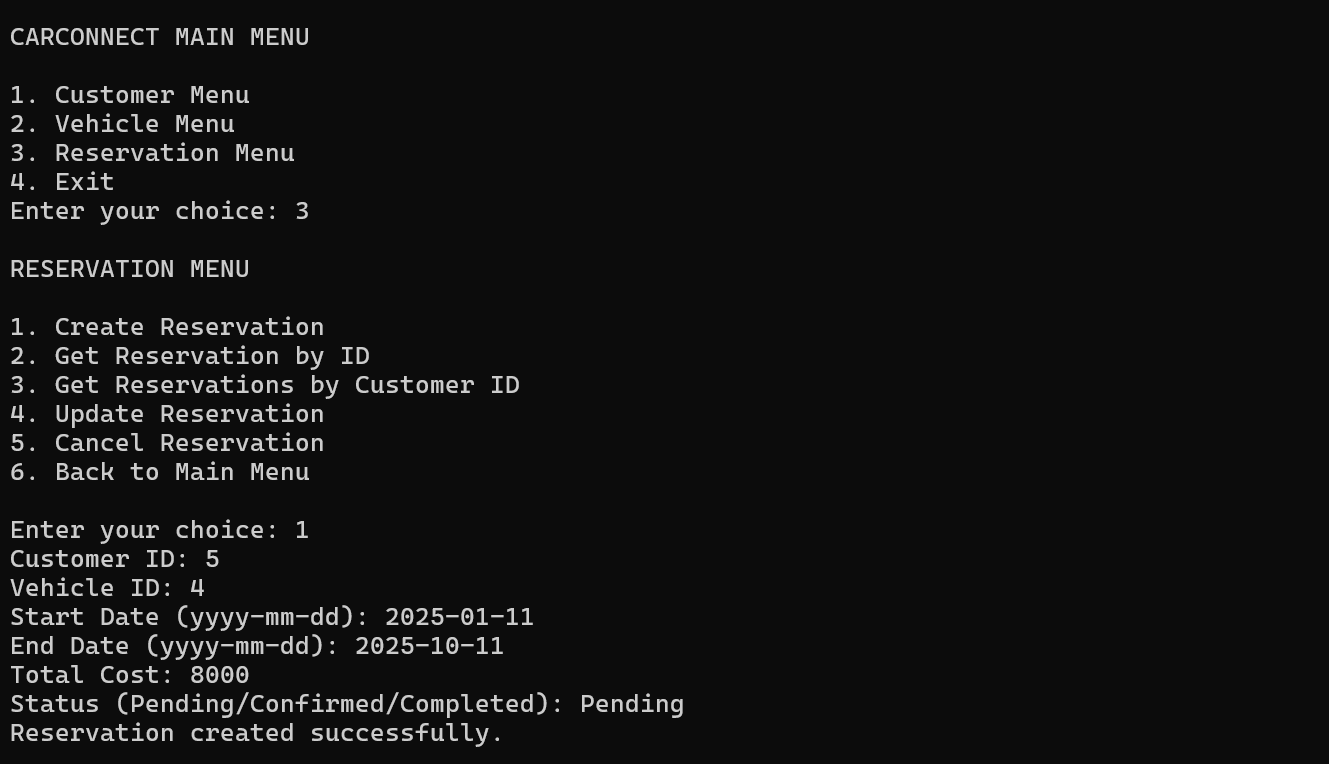 CARCONNECT MAIN MENU
1. Customer Menu
2. Vehicle Menu
3. Reservation Menu
4. Exit
Enter your choice: 3
RESERVATION MENU
1. Create Reservation
2. Get Reservation by ID
3. Get Reservations by Customer ID
4. Update Reservation
5. Cancel Reservation
6. Back to Main Menu
Enter your choice: 1
Customer ID: 5
Vehicle ID: 4
Start Date (yyyy-mm-dd): 2025-01-11
End Date (yyyy-mm-dd): 2025-10-11
Total Cost: 8000
Status (Pending/Confirmed/Completed): Pending
Reservation created successfully.